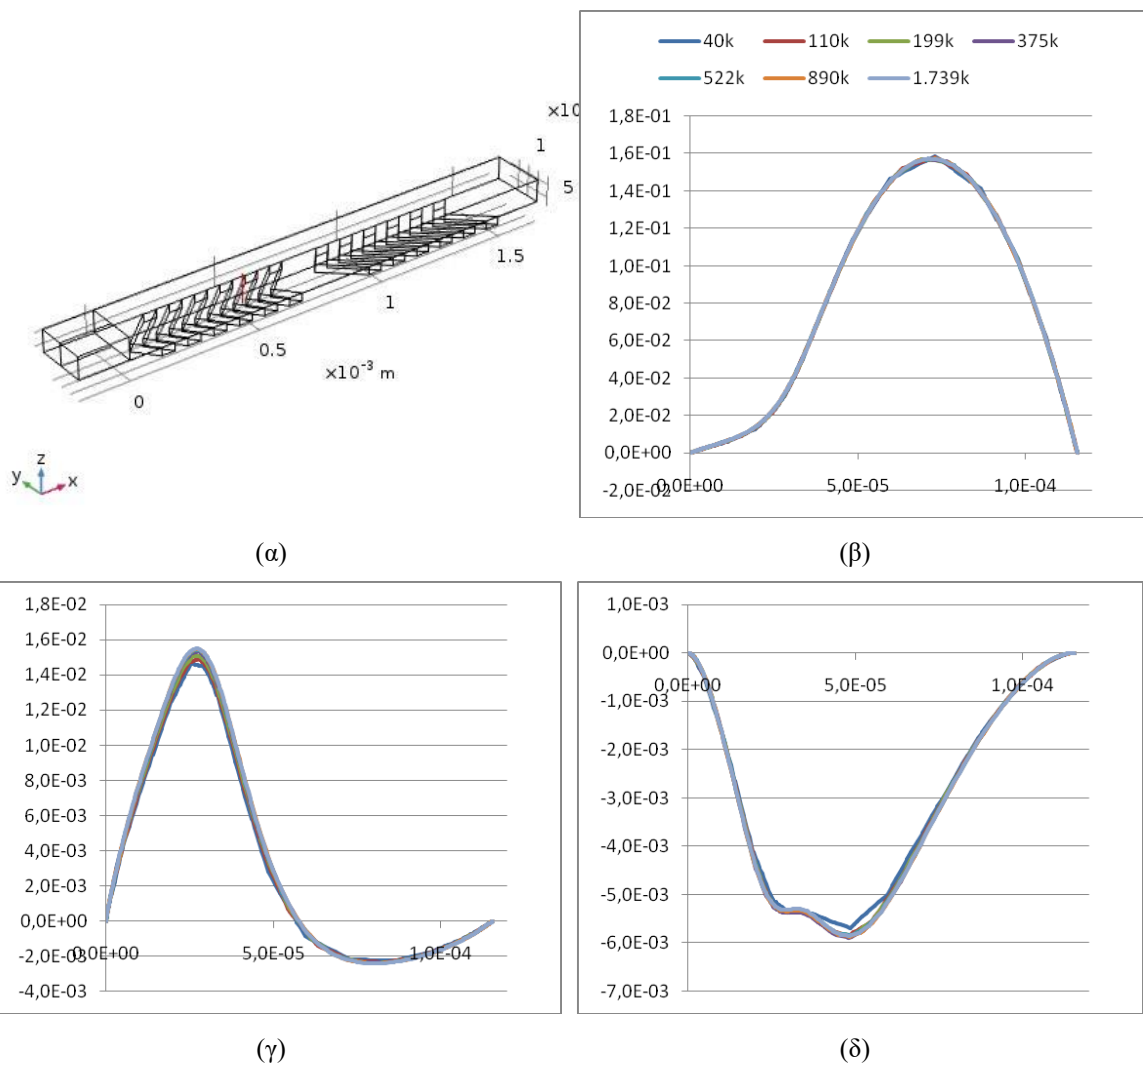 ×10
1
5
1.5
1
0.5
×10⁻³ m
0
z
y
x
(α)
40k 110k 199k 375k
522k 890k 1.739k
1,8E-01
1,6E-01
1,4E-01
1,2E-01
1,0E-01
8,0E-02
6,0E-02
4,0E-02
2,0E-02
0,0E+00
-2,0E-02
0,0E+00 5,0E-05 1,0E-04
(β)
1,8E-02
1,6E-02
1,4E-02
1,2E-02
1,0E-02
8,0E-03
6,0E-03
4,0E-03
2,0E-03
0,0E+00
-2,0E-03
0,0E+00 5,0E-05 1,0E-04
-4,0E-03
(γ)
1,0E-03
0,0E+00
0,0E+00 5,0E-05 1,0E-04
-1,0E-03
-2,0E-03
-3,0E-03
-4,0E-03
-5,0E-03
-6,0E-03
-7,0E-03
(δ)